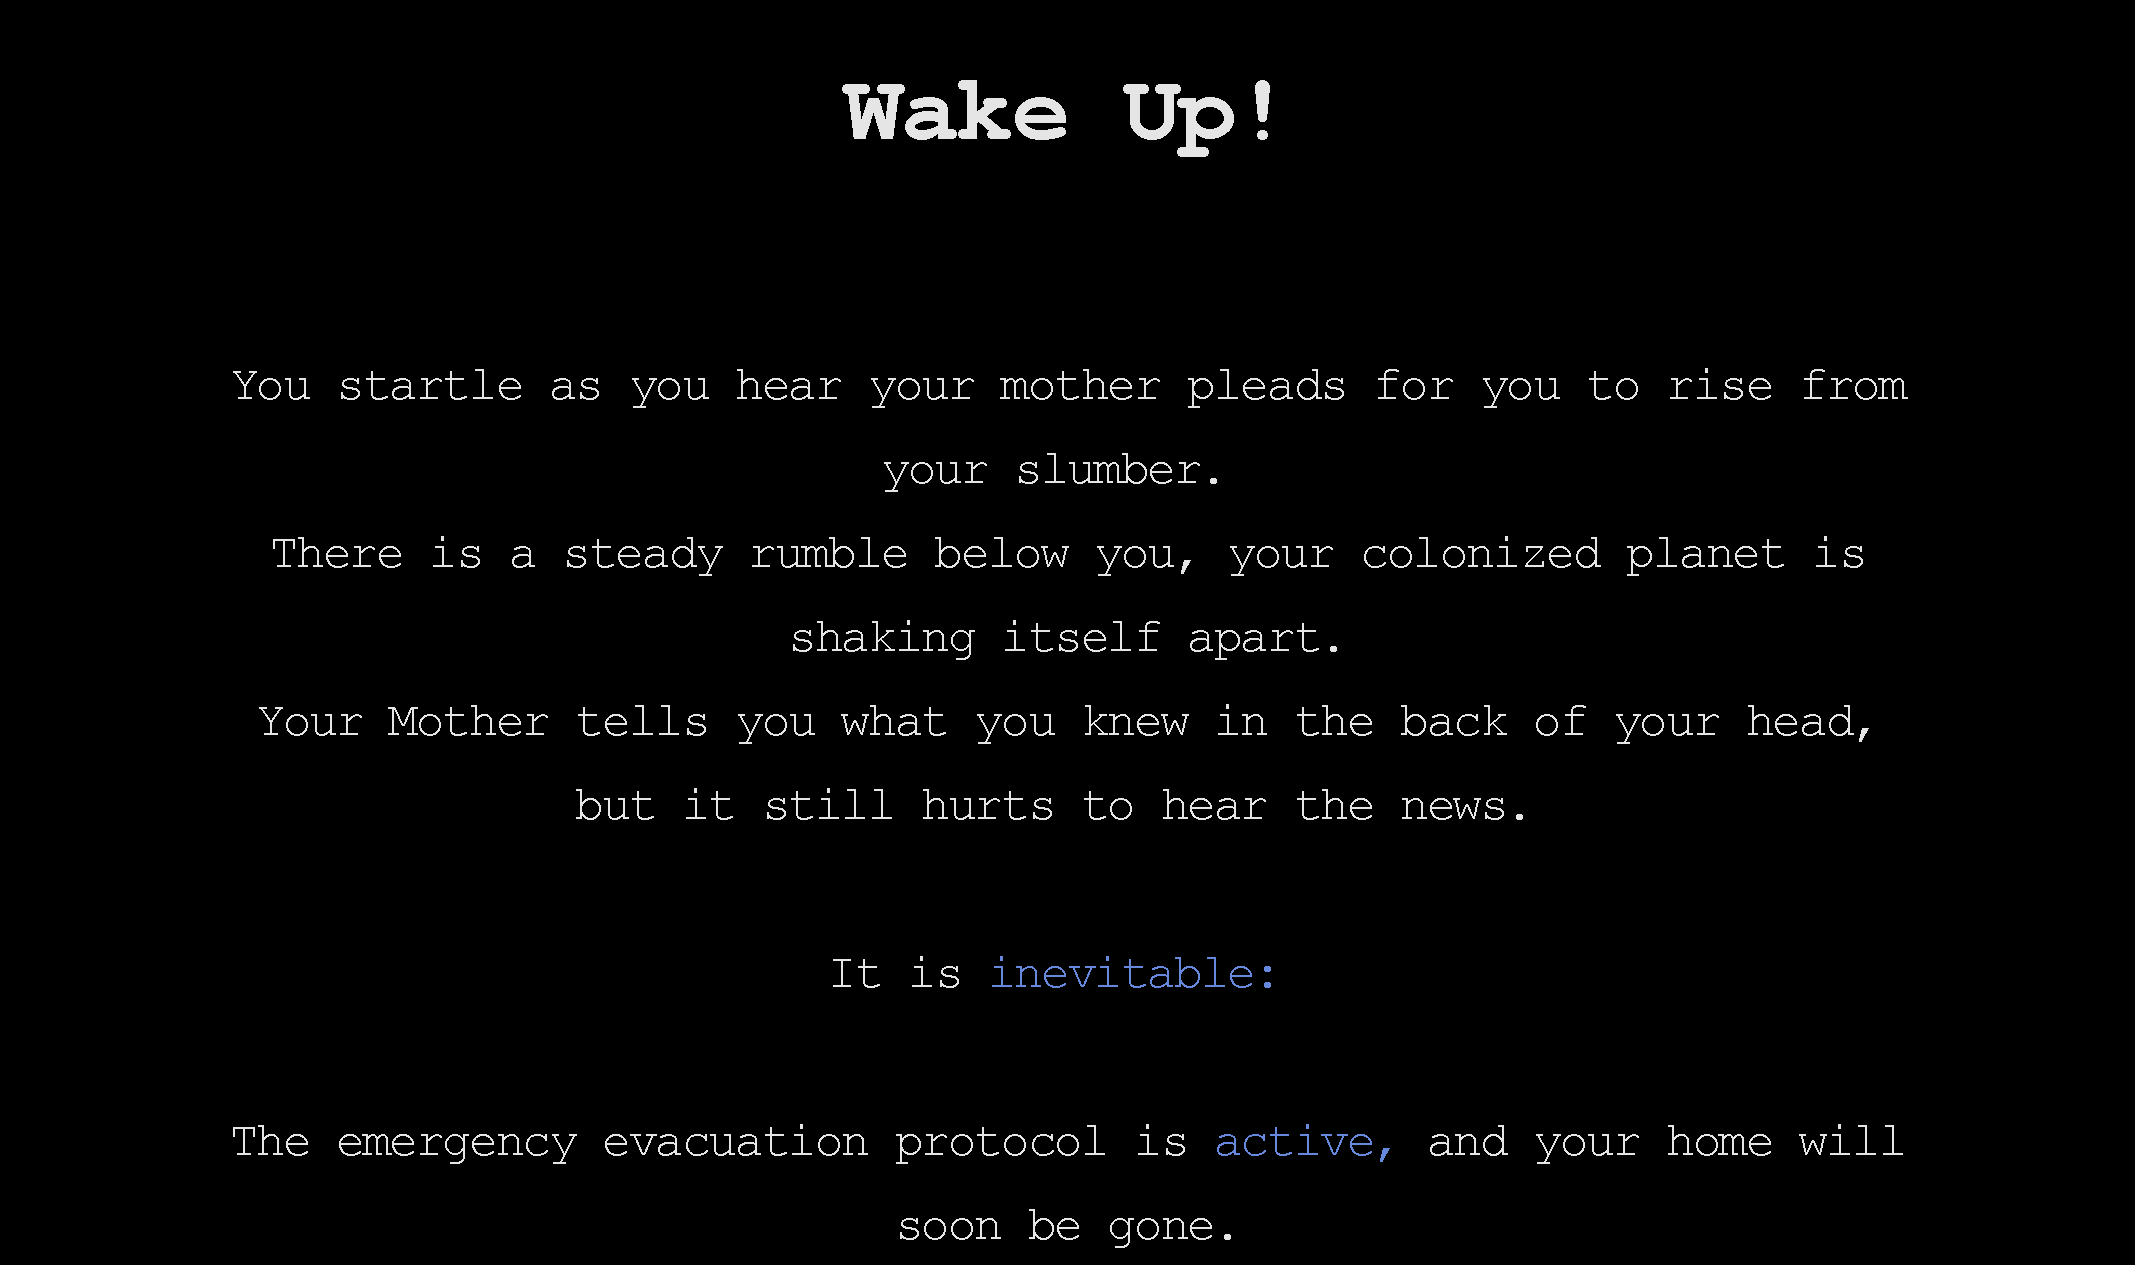 Wake Up!
You startle as you hear your mother pleads for you to rise from
your slumber.
There is a steady rumble below you, your colonized planet is
shaking itself apart.
Your Mother tells you what you knew in the back of your head,
but it still hurts to hear the news.
It is inevitable:
The emergency evacuation protocol is active, and your home will
soon be gone.